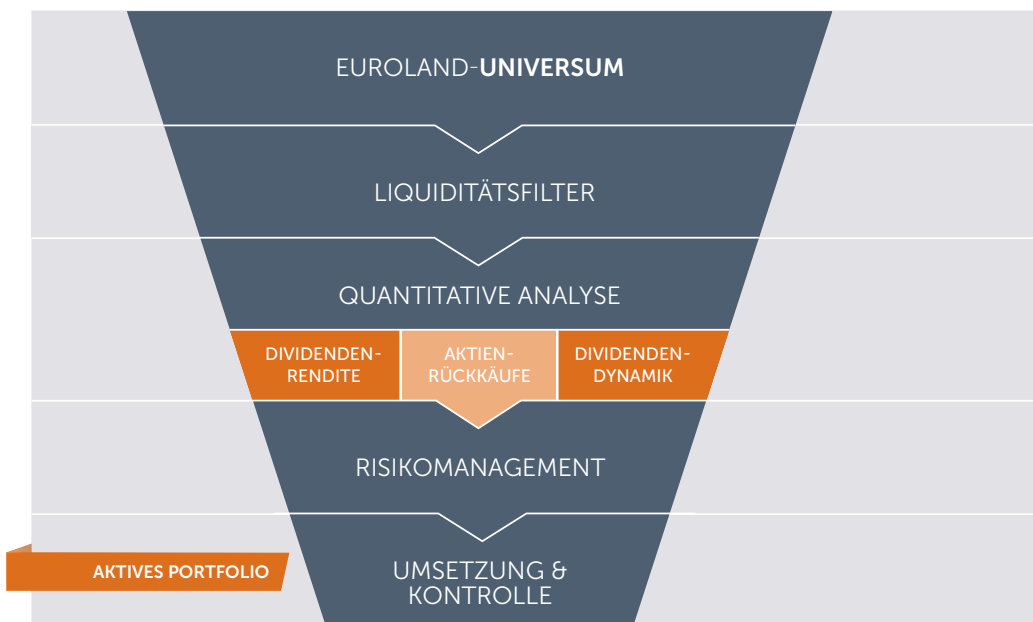 EUROLAND-UNIVERSUM
LIQUIDITÄTSFILTER
QUANTITATIVE ANALYSE
DIVIDENDEN-
RENDITE
AKTIEN-
RÜCKKÄUFE
DIVIDENDEN-
DYNAMIK
RISIKOMANAGEMENT
AKTIVES PORTFOLIO
UMSETZUNG &
KONTROLLE